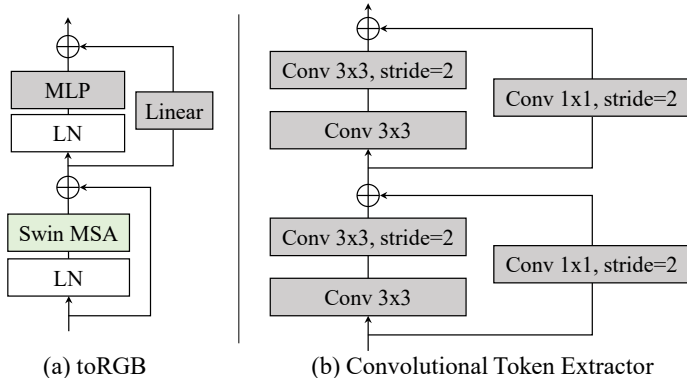 MLP
Linear
LN
Swin MSA
LN
(a) toRGB
Conv 3x3, stride=2
Conv 1x1, stride=2
Conv 3x3
Conv 3x3, stride=2
Conv 1x1, stride=2
Conv 3x3
(b) Convolutional Token Extractor